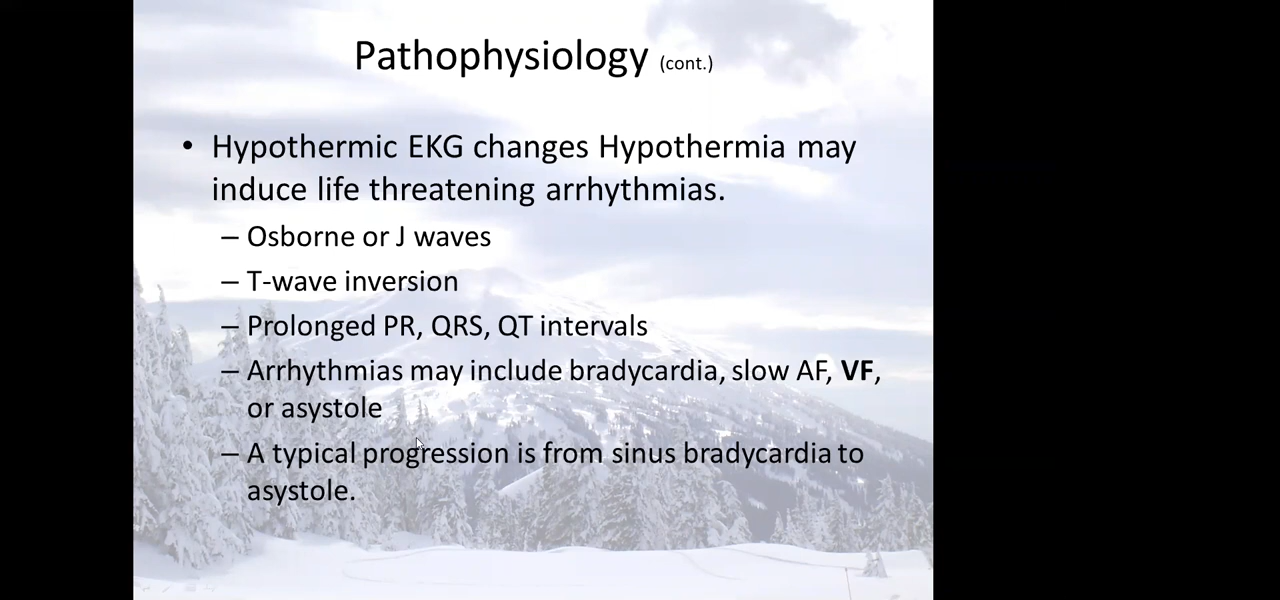 Pathophysiology (cont.)
• Hypothermic EKG changes Hypothermia may
induce life threatening arrhythmias.
– Osborne or J waves
– T-wave inversion
– Prolonged PR, QRS, QT intervals
– Arrhythmias may include bradycardia, slow AF, VF,
or asystole
– A typical progression is from sinus bradycardia to
asystole.